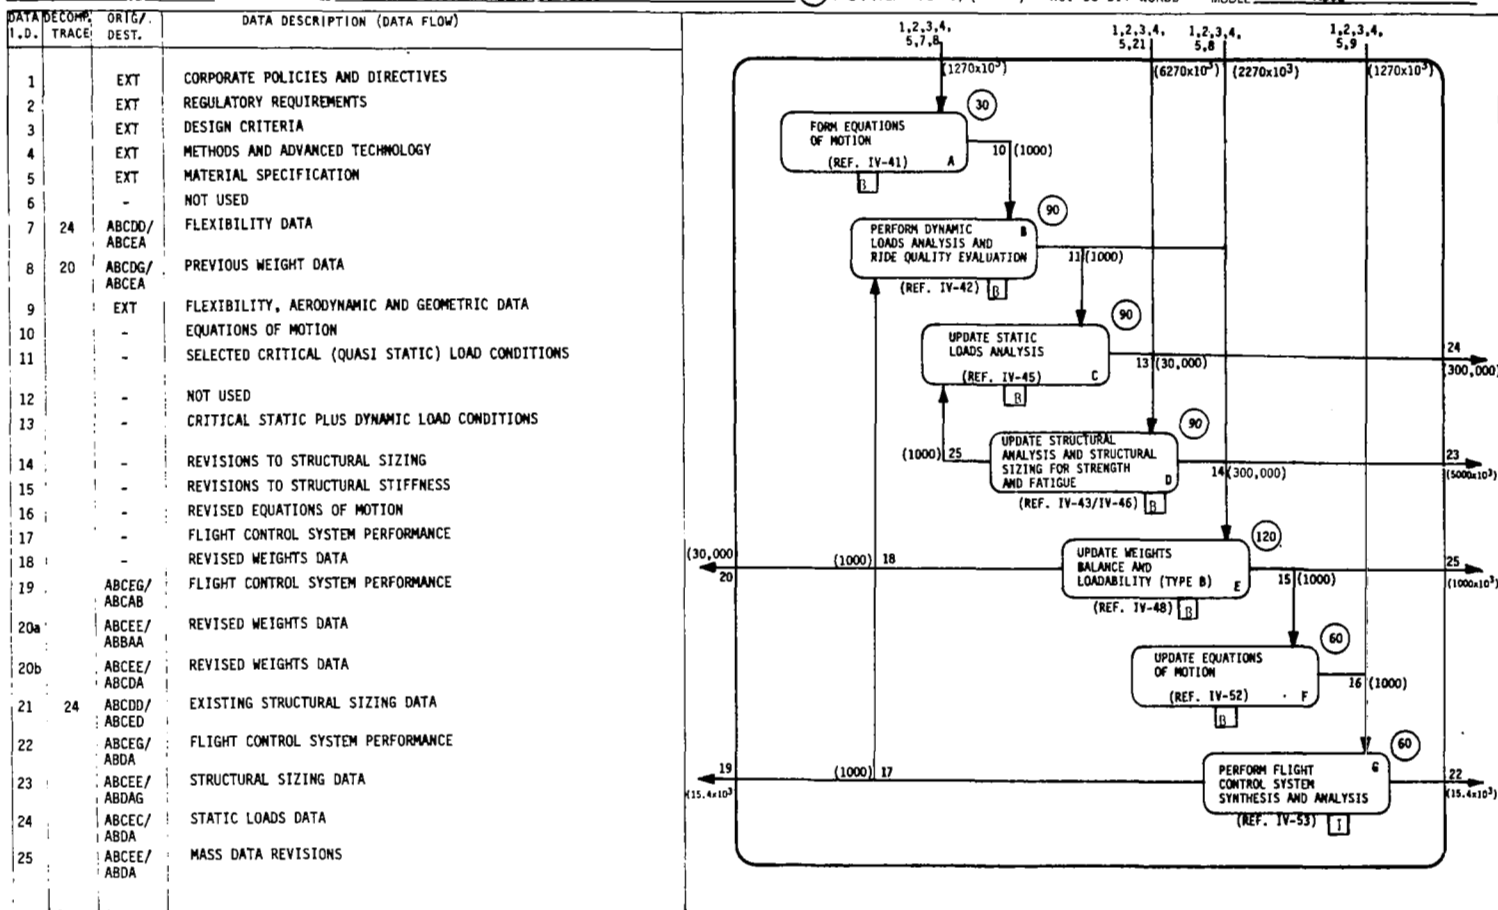 MODEL
DATA I.D. DECOMP. TRACE ORIG/. DEST. DATA DESCRIPTION (DATA FLOW)
1 EXT CORPORATE POLICIES AND DIRECTIVES
2 EXT REGULATORY REQUIREMENTS
3 EXT DESIGN CRITERIA
4 EXT METHODS AND ADVANCED TECHNOLOGY
5 EXT MATERIAL SPECIFICATION
6 - NOT USED
7 24 ABCDD/ FLEXIBILITY DATA
ABCEA
8 20 ABCDG/ PREVIOUS WEIGHT DATA
ABCEA
9 EXT FLEXIBILITY, AERODYNAMIC AND GEOMETRIC DATA
10 - EQUATIONS OF MOTION
11 - SELECTED CRITICAL (QUASI STATIC) LOAD CONDITIONS
12 - NOT USED
13 - CRITICAL STATIC PLUS DYNAMIC LOAD CONDITIONS
14 - REVISIONS TO STRUCTURAL SIZING
15 - REVISIONS TO STRUCTURAL STIFFNESS
16 - REVISED EQUATIONS OF MOTION
17 - FLIGHT CONTROL SYSTEM PERFORMANCE
18 - REVISED WEIGHTS DATA
19 ABCEG/ FLIGHT CONTROL SYSTEM PERFORMANCE
ABCAB
20a ABCEE/ REVISED WEIGHTS DATA
ABBAA
20b ABCEE/ REVISED WEIGHTS DATA
ABCDA
21 24 ABCDD/ EXISTING STRUCTURAL SIZING DATA
ABCED
22 ABCEG/ FLIGHT CONTROL SYSTEM PERFORMANCE
ABDA
23 ABCEE/ STRUCTURAL SIZING DATA
ABDAG
24 ABCEC/ STATIC LOADS DATA
ABDA
25 ABCEE/ MASS DATA REVISIONS
ABDA
1,2,3,4,
5,7,8
1,2,3,4,
5,21
1,2,3,4,
5,8
1,2,3,4,
5,9
(1270x10³) (6270x10³) (2270x10³) (1270x10³)
30
FORM EQUATIONS
OF MOTION
(REF. IV-41) A
B
10 (1000)
90
PERFORM DYNAMIC B
LOADS ANALYSIS AND
RIDE QUALITY EVALUATION
(REF. IV-42) B
11 (1000)
90
UPDATE STATIC
LOADS ANALYSIS
(REF. IV-45) C
B
13 (30,000)
24
(300,000)
90
UPDATE STRUCTURAL
ANALYSIS AND STRUCTURAL
SIZING FOR STRENGTH
AND FATIGUE D
(REF. IV-43/IV-46) B
(1000) 25
14 (300,000)
23
(5000x10³)
120
UPDATE WEIGHTS
BALANCE AND
LOADABILITY (TYPE B) E
(REF. IV-48) B
(30,000)
20
(1000) 18
15 (1000)
25
(1000x10³)
60
UPDATE EQUATIONS
OF MOTION
(REF. IV-52) F
B
16 (1000)
60
PERFORM FLIGHT G
CONTROL SYSTEM
SYNTHESIS AND ANALYSIS
(REF. IV-53) I
19
(15.4x10³)
(1000) 17
22
(15.4x10³)